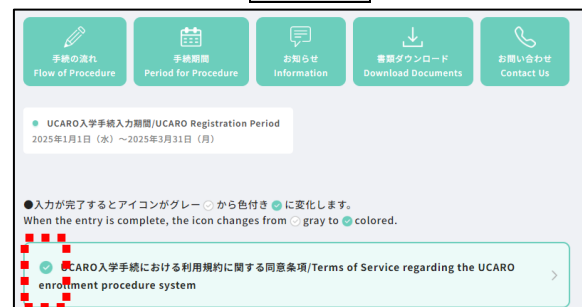 手続の流れ
Flow of Procedure
手続期間
Period for Procedure
お知らせ
Information
書類ダウンロード
Download Documents
お問い合わせ
Contact Us
● UCARO入学手続入力期間/UCARO Registration Period
2025年1月1日（水）～2025年3月31日（月）
●入力が完了するとアイコンがグレー から色付き に変化します。
When the entry is complete, the icon changes from gray to colored.
UCARO入学手続における利用規約に関する同意条項/Terms of Service regarding the UCARO
enrollment procedure system